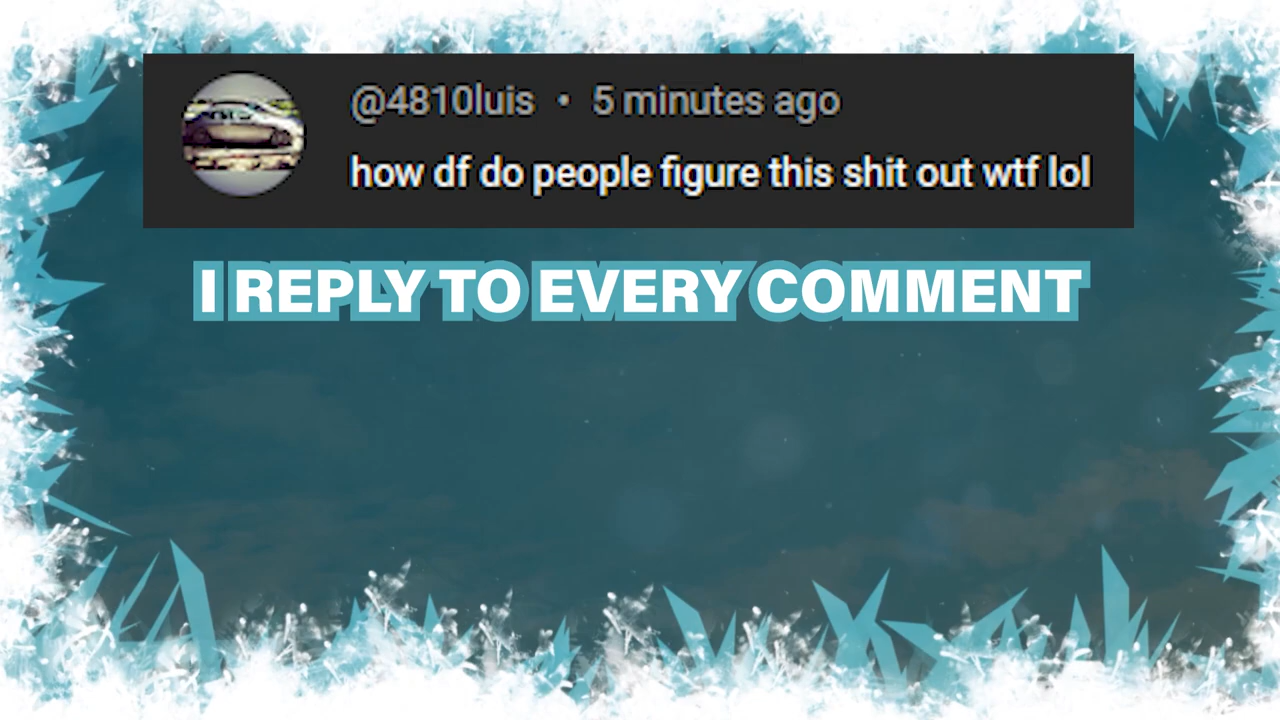 @4810luis • 5 minutes ago
how df do people figure this shit out wtf lol
I REPLY TO EVERY COMMENT